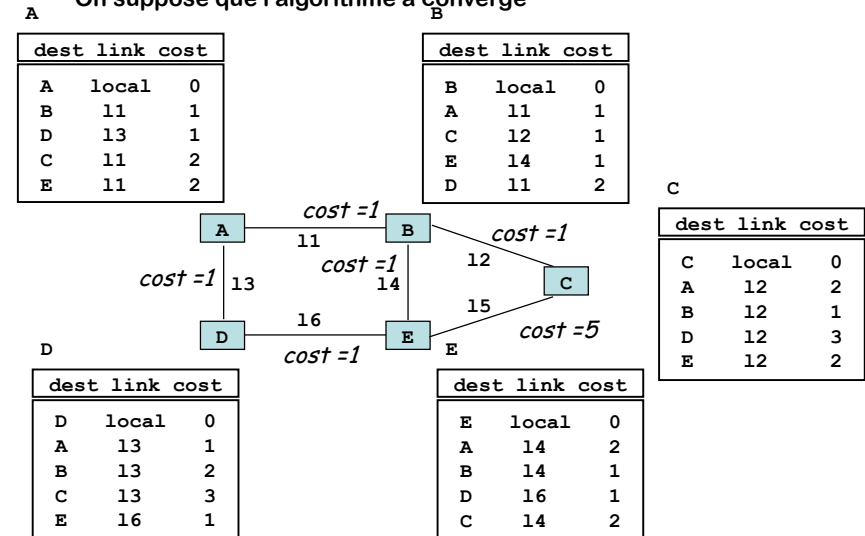 On suppose que l'algorithme a convergé
A
dest link cost
A local 0
B l1 1
D l3 1
C l1 2
E l1 2
B
dest link cost
B local 0
A l1 1
C l2 1
E l4 1
D l1 2
C
dest link cost
C local 0
A l2 2
B l2 1
D l2 3
E l2 2
cost =1
A
l1
B
cost =1
l2
cost =1
l3
cost =1
l4
C
l5
cost =5
D
l6
E
cost =1
D
dest link cost
D local 0
A l3 1
B l3 2
C l3 3
E l6 1
E
dest link cost
E local 0
A l4 2
B l4 1
D l6 1
C l4 2